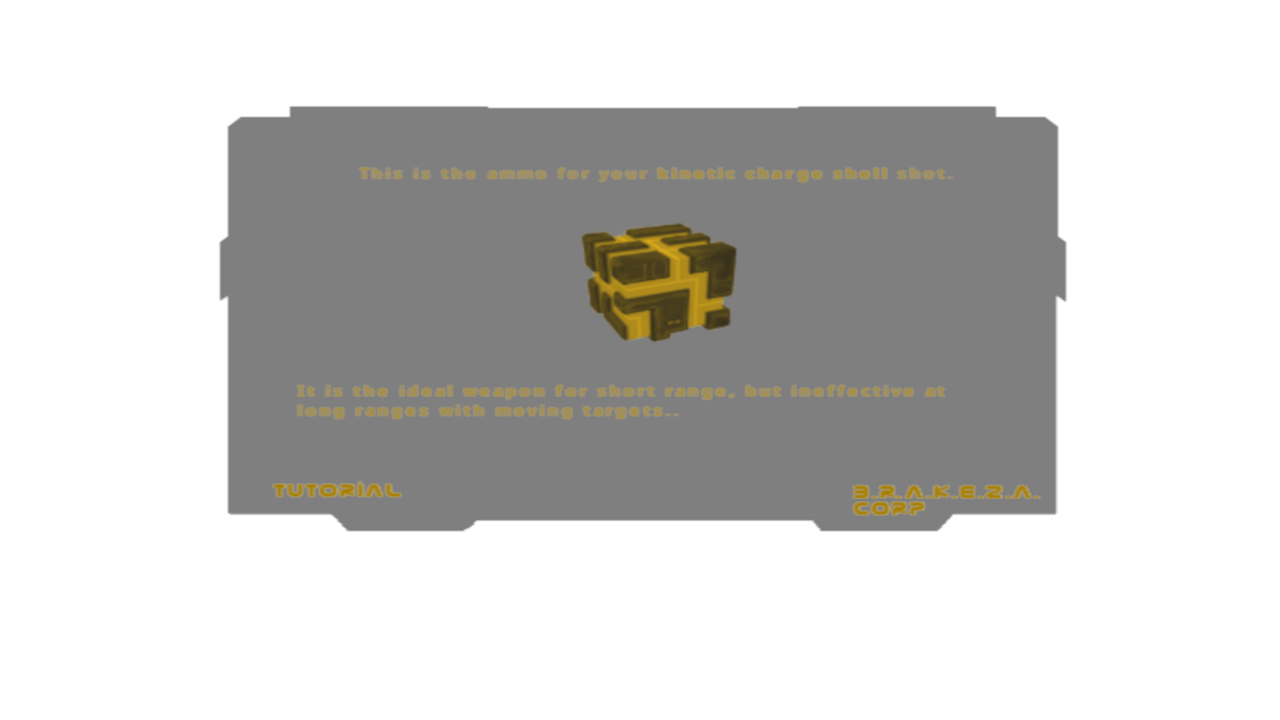 This is the ammo for your kinetic charge shell shot.
It is the ideal weapon for short range, but ineffective at
long ranges with moving targets..
TUTORIAL
B.R.A.K.E.Z.A.
CORP